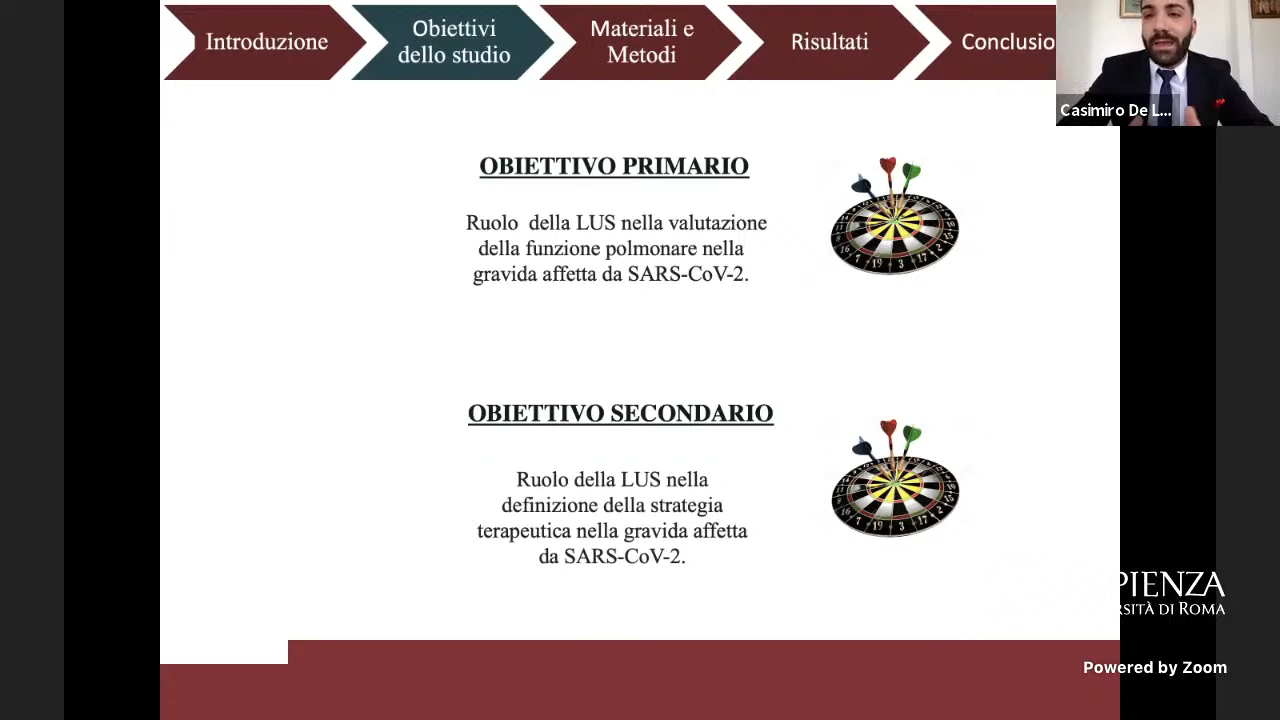 Introduzione
Obiettivi
dello studio
Materiali e
Metodi
Risultati
Conclusio
Casimiro De L...
OBIETTIVO PRIMARIO
Ruolo della LUS nella valutazione
della funzione polmonare nella
gravida affetta da SARS-CoV-2.
OBIETTIVO SECONDARIO
Ruolo della LUS nella
definizione della strategia
terapeutica nella gravida affetta
da SARS-CoV-2.
PIENZA
RSITÀ DI ROMA
Powered by Zoom